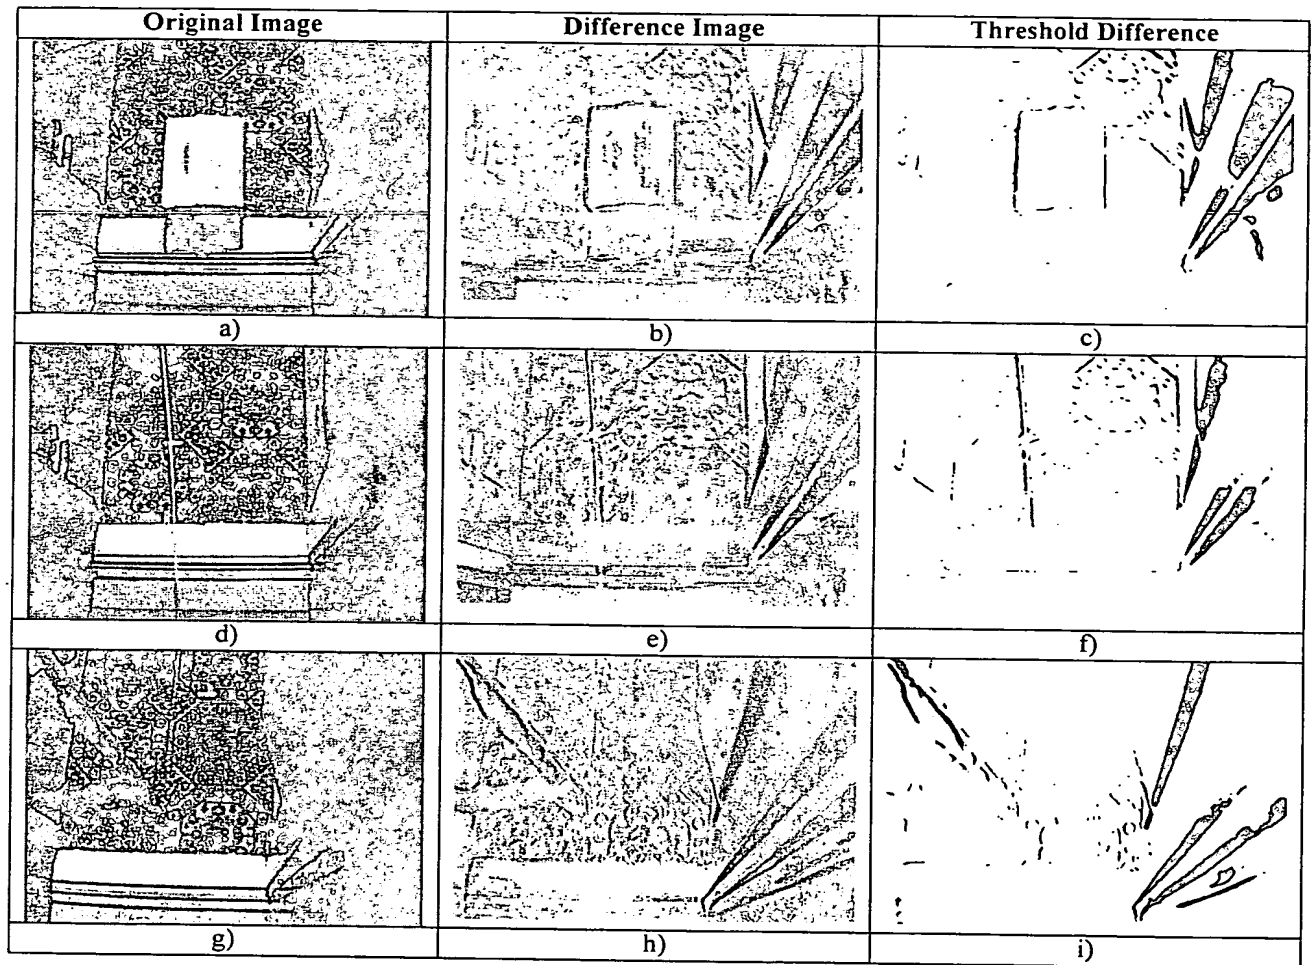 Original Image Difference Image Threshold Difference
a) b) c)
d) e) f)
g) h) i)